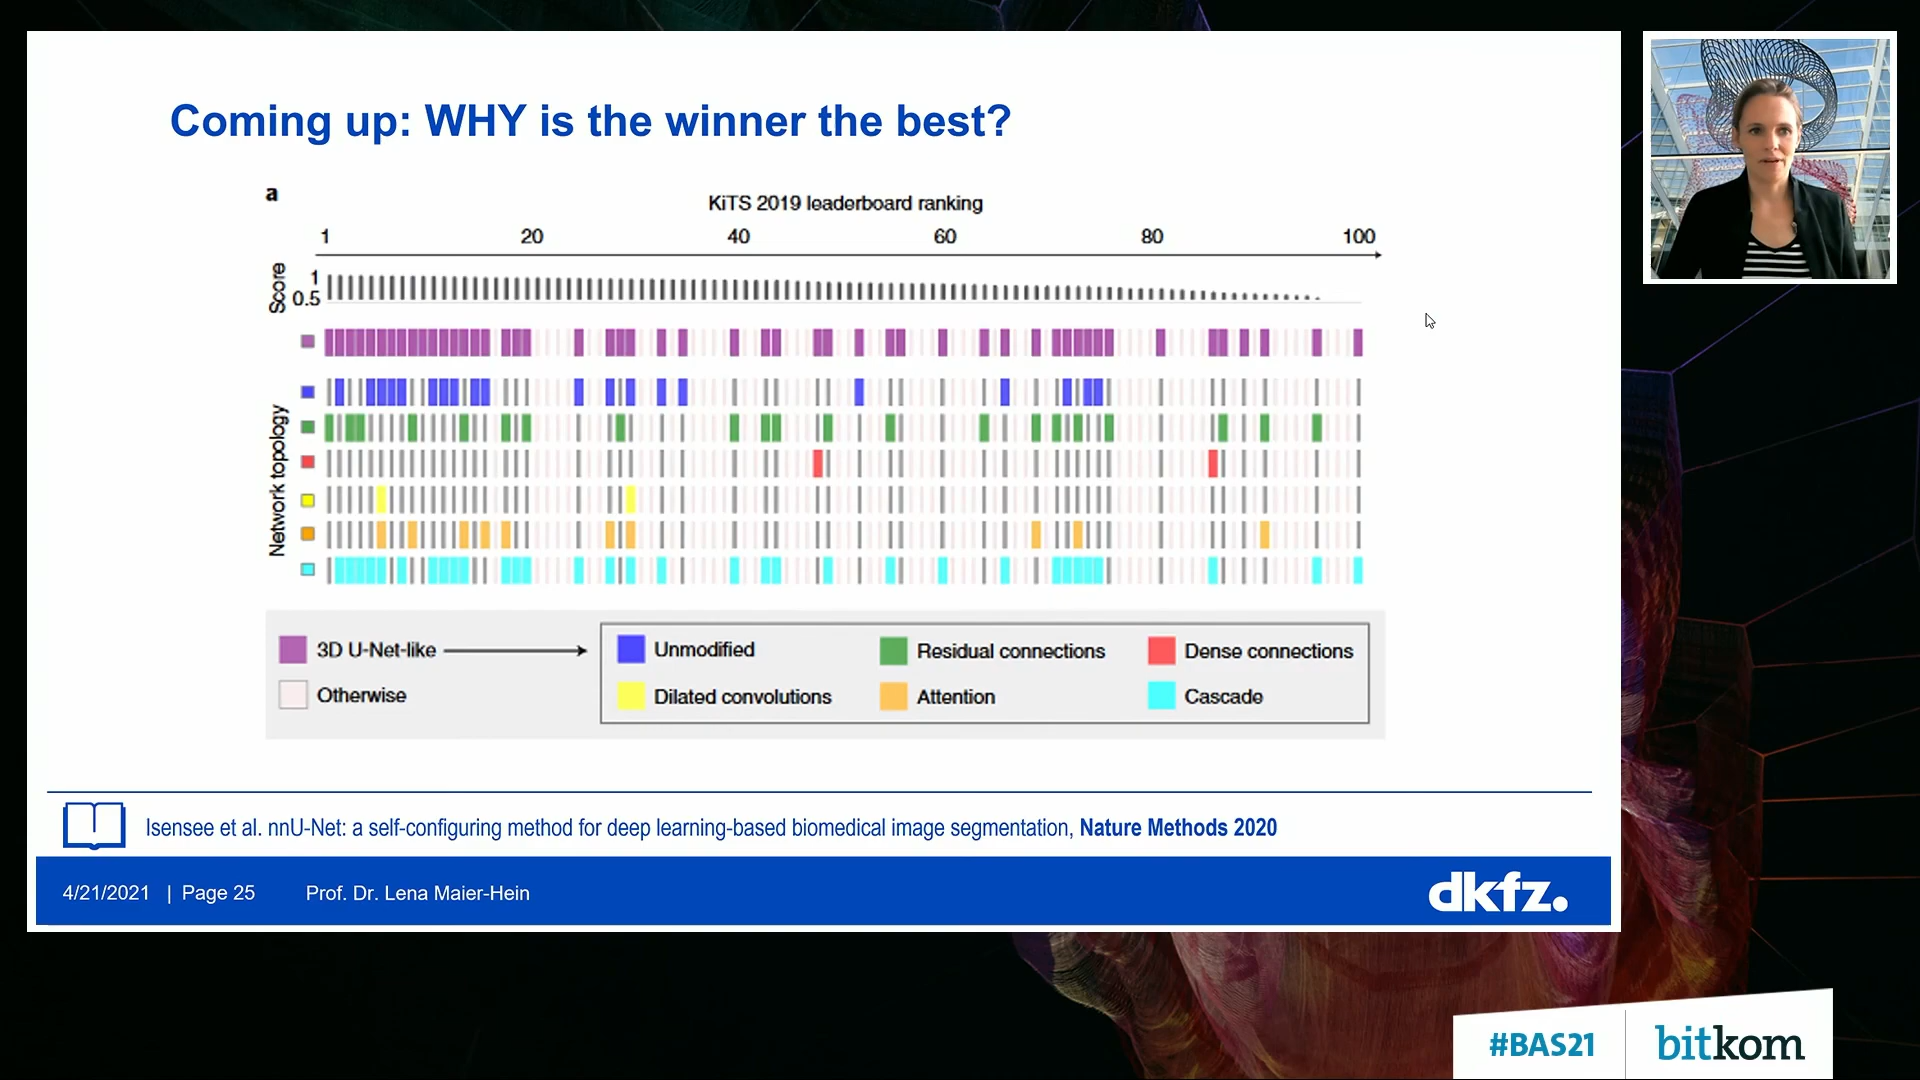 Coming up: WHY is the winner the best?
a
KiTS 2019 leaderboard ranking
1 20 40 60 80 100
Score
1
0.5
Network topology
3D U-Net-like
Unmodified
Residual connections
Dense connections
Otherwise
Dilated convolutions
Attention
Cascade
Isensee et al. nnU-Net: a self-configuring method for deep learning-based biomedical image segmentation, Nature Methods 2020
4/21/2021 | Page 25 Prof. Dr. Lena Maier-Hein
dkfz.
#BAS21
bitkom